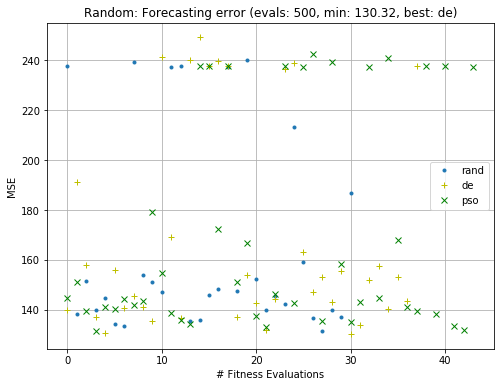 Random: Forecasting error (evals: 500, min: 130.32, best: de)
240
220
200
180
160
140
MSE
rand
de
pso
0 10 20 30 40
# Fitness Evaluations